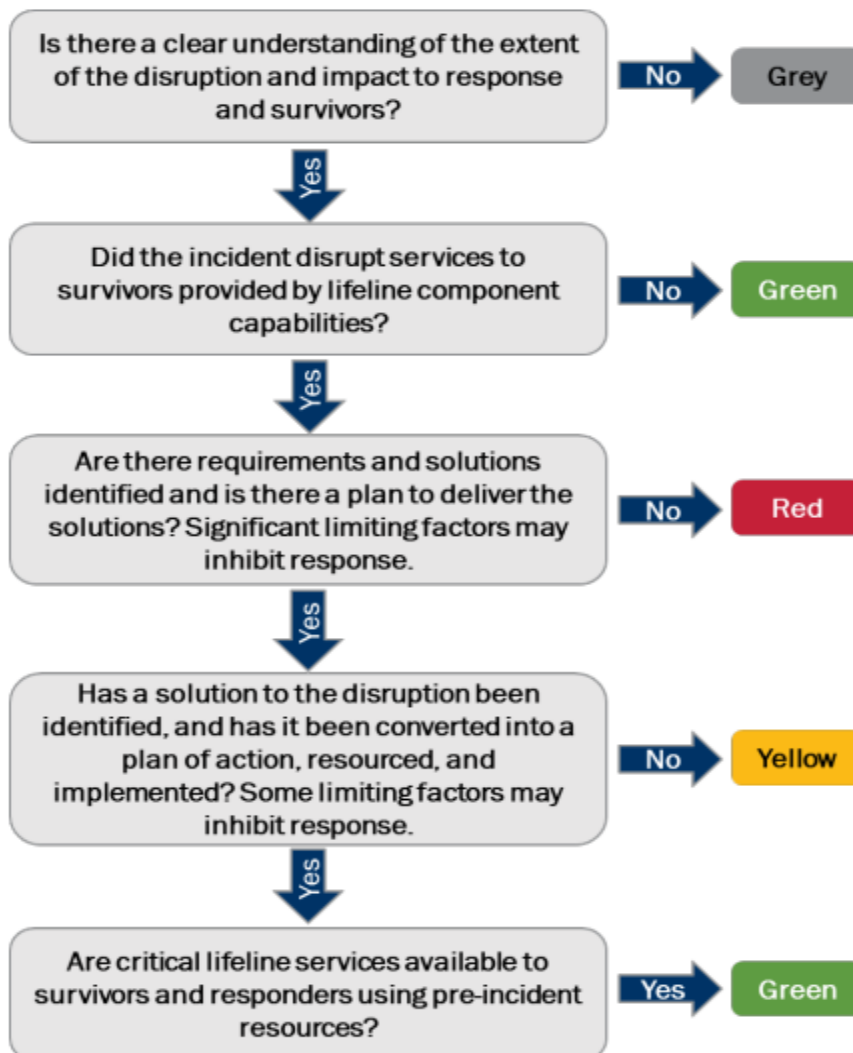 Is there a clear understanding of the extent
of the disruption and impact to response
and survivors?
No
Grey
Yes
Did the incident disrupt services to
survivors provided by lifeline component
capabilities?
No
Green
Yes
Are there requirements and solutions
identified and is there a plan to deliver the
solutions? Significant limiting factors may
inhibit response.
No
Red
Yes
Has a solution to the disruption been
identified, and has it been converted into a
plan of action, resourced, and
implemented? Some limiting factors may
inhibit response.
No
Yellow
Yes
Are critical lifeline services available to
survivors and responders using pre-incident
resources?
Yes
Green